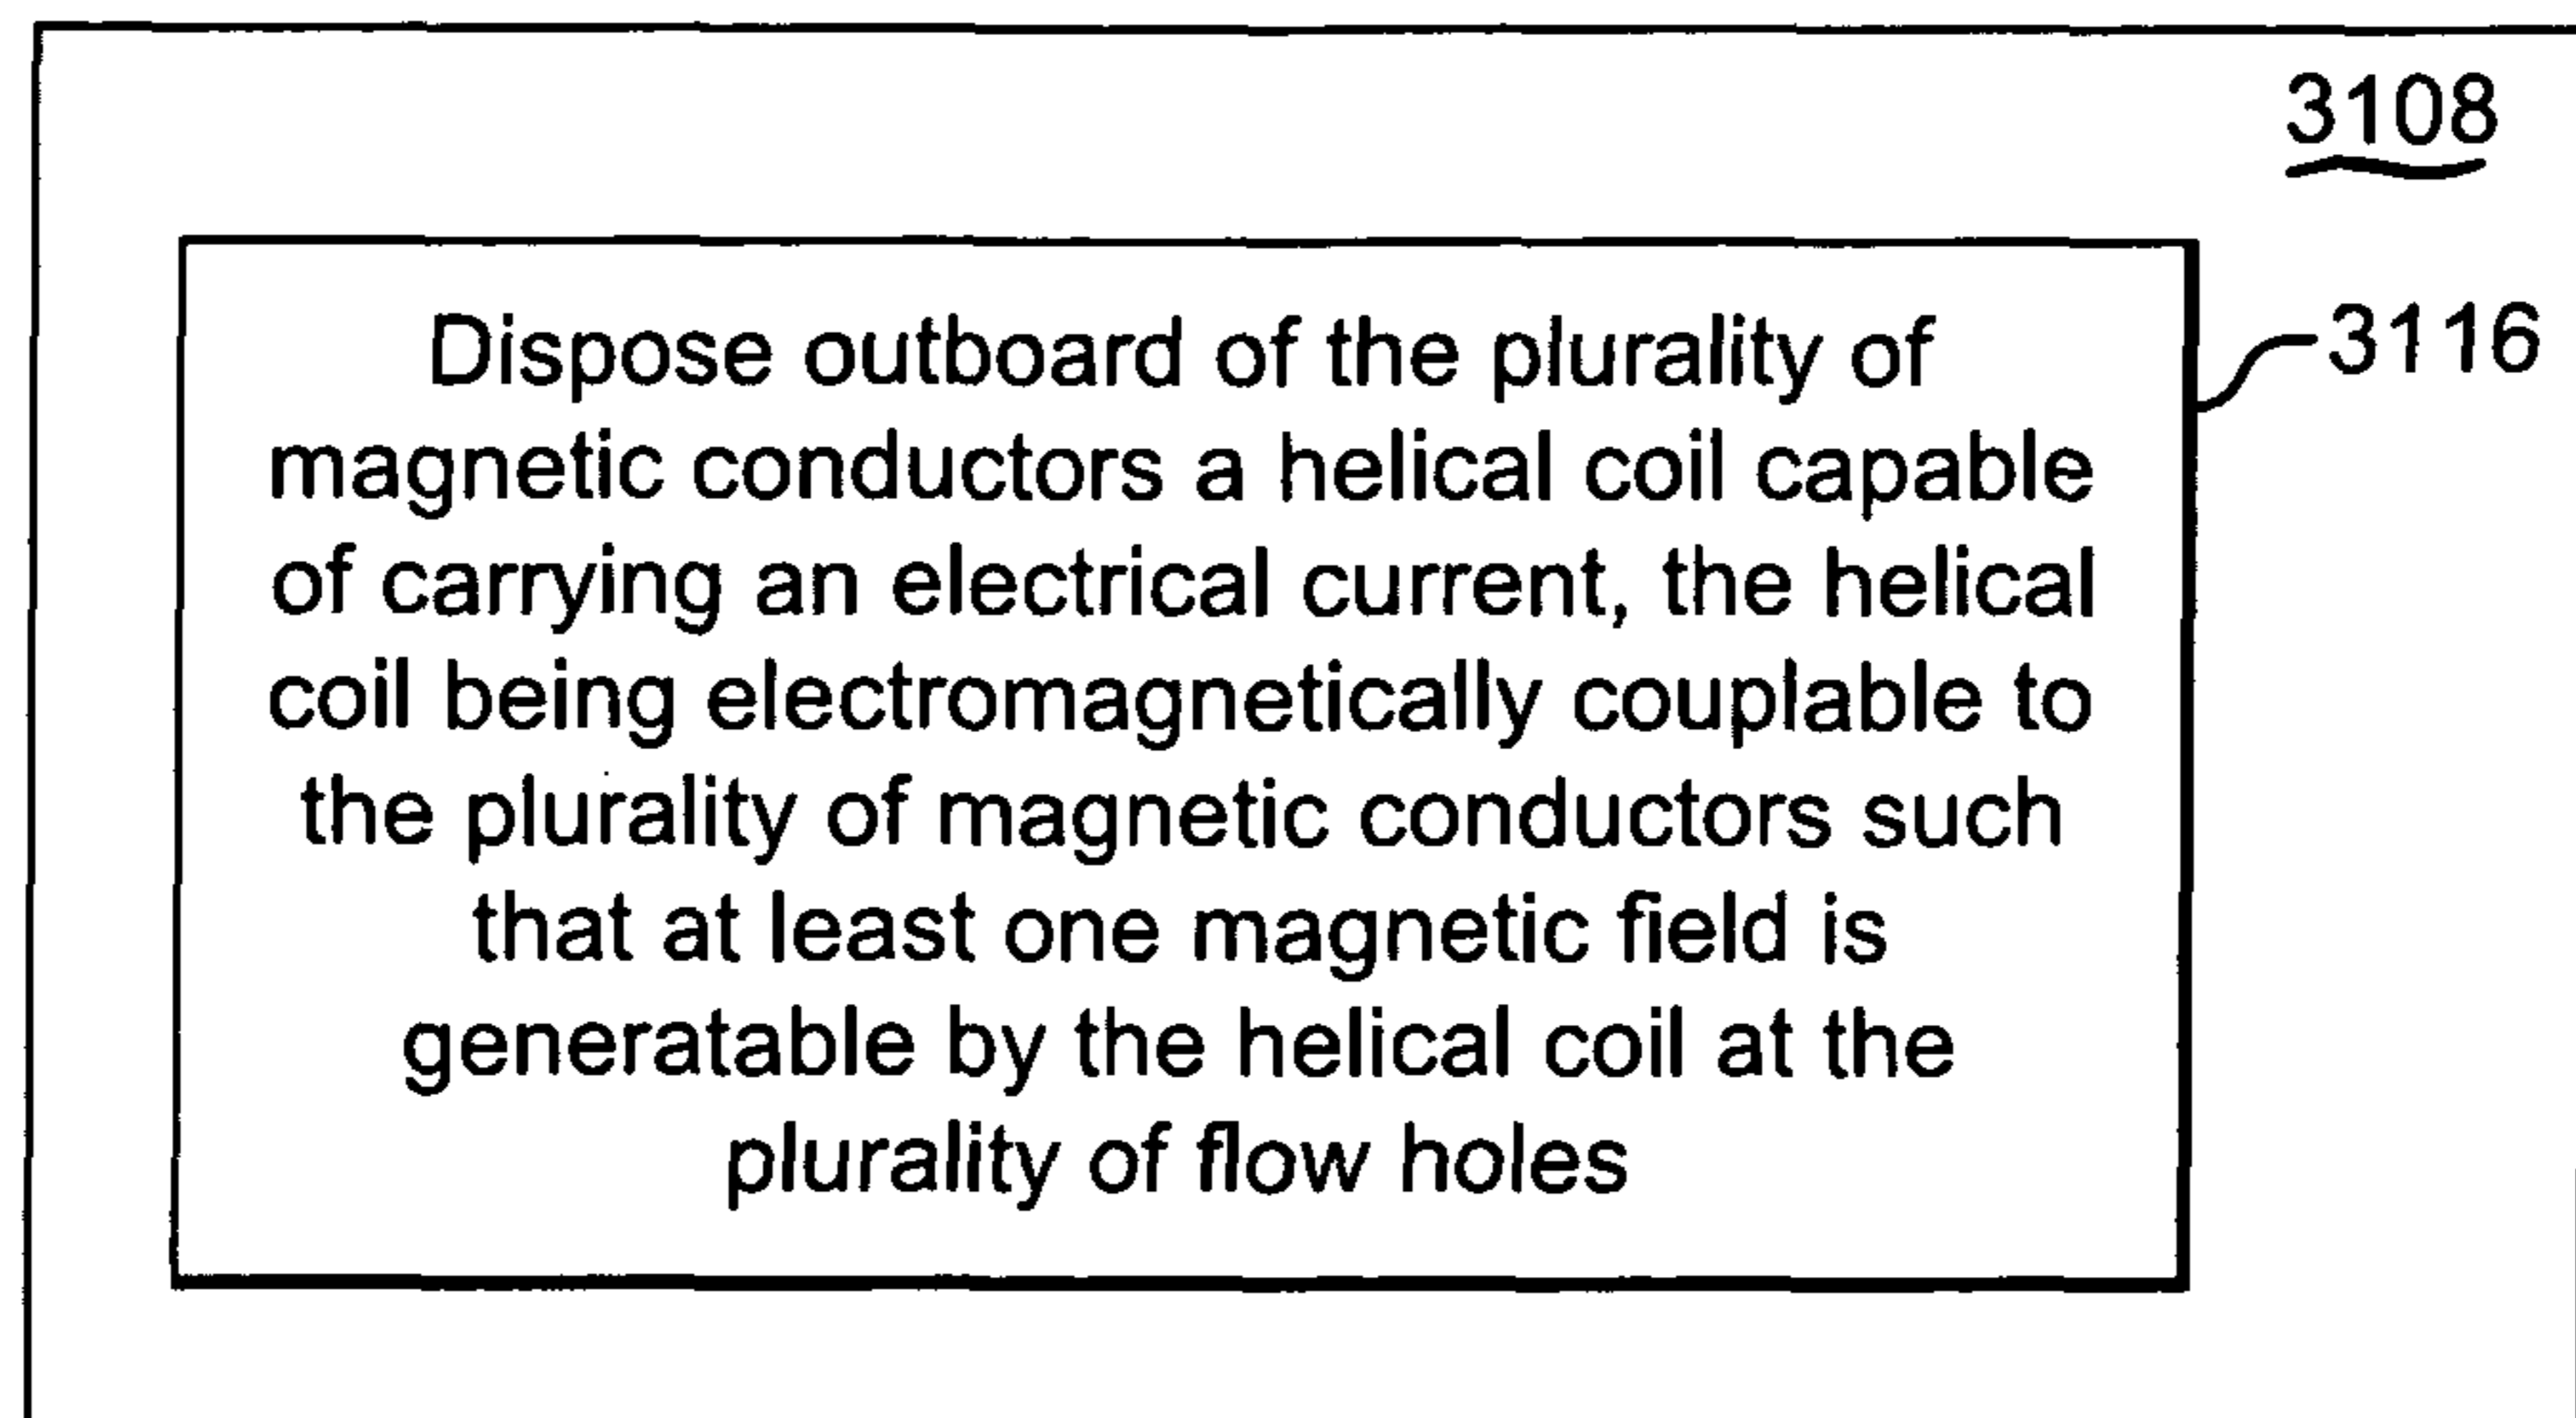 3108
Dispose outboard of the plurality of
3116
magnetic conductors a helical coil capable
of carrying an electrical current, the helical
coil being electromagnetically couplable to
the plurality of magnetic conductors such
that at least one magnetic field is
generatable by the helical coil at the
plurality of flow holes